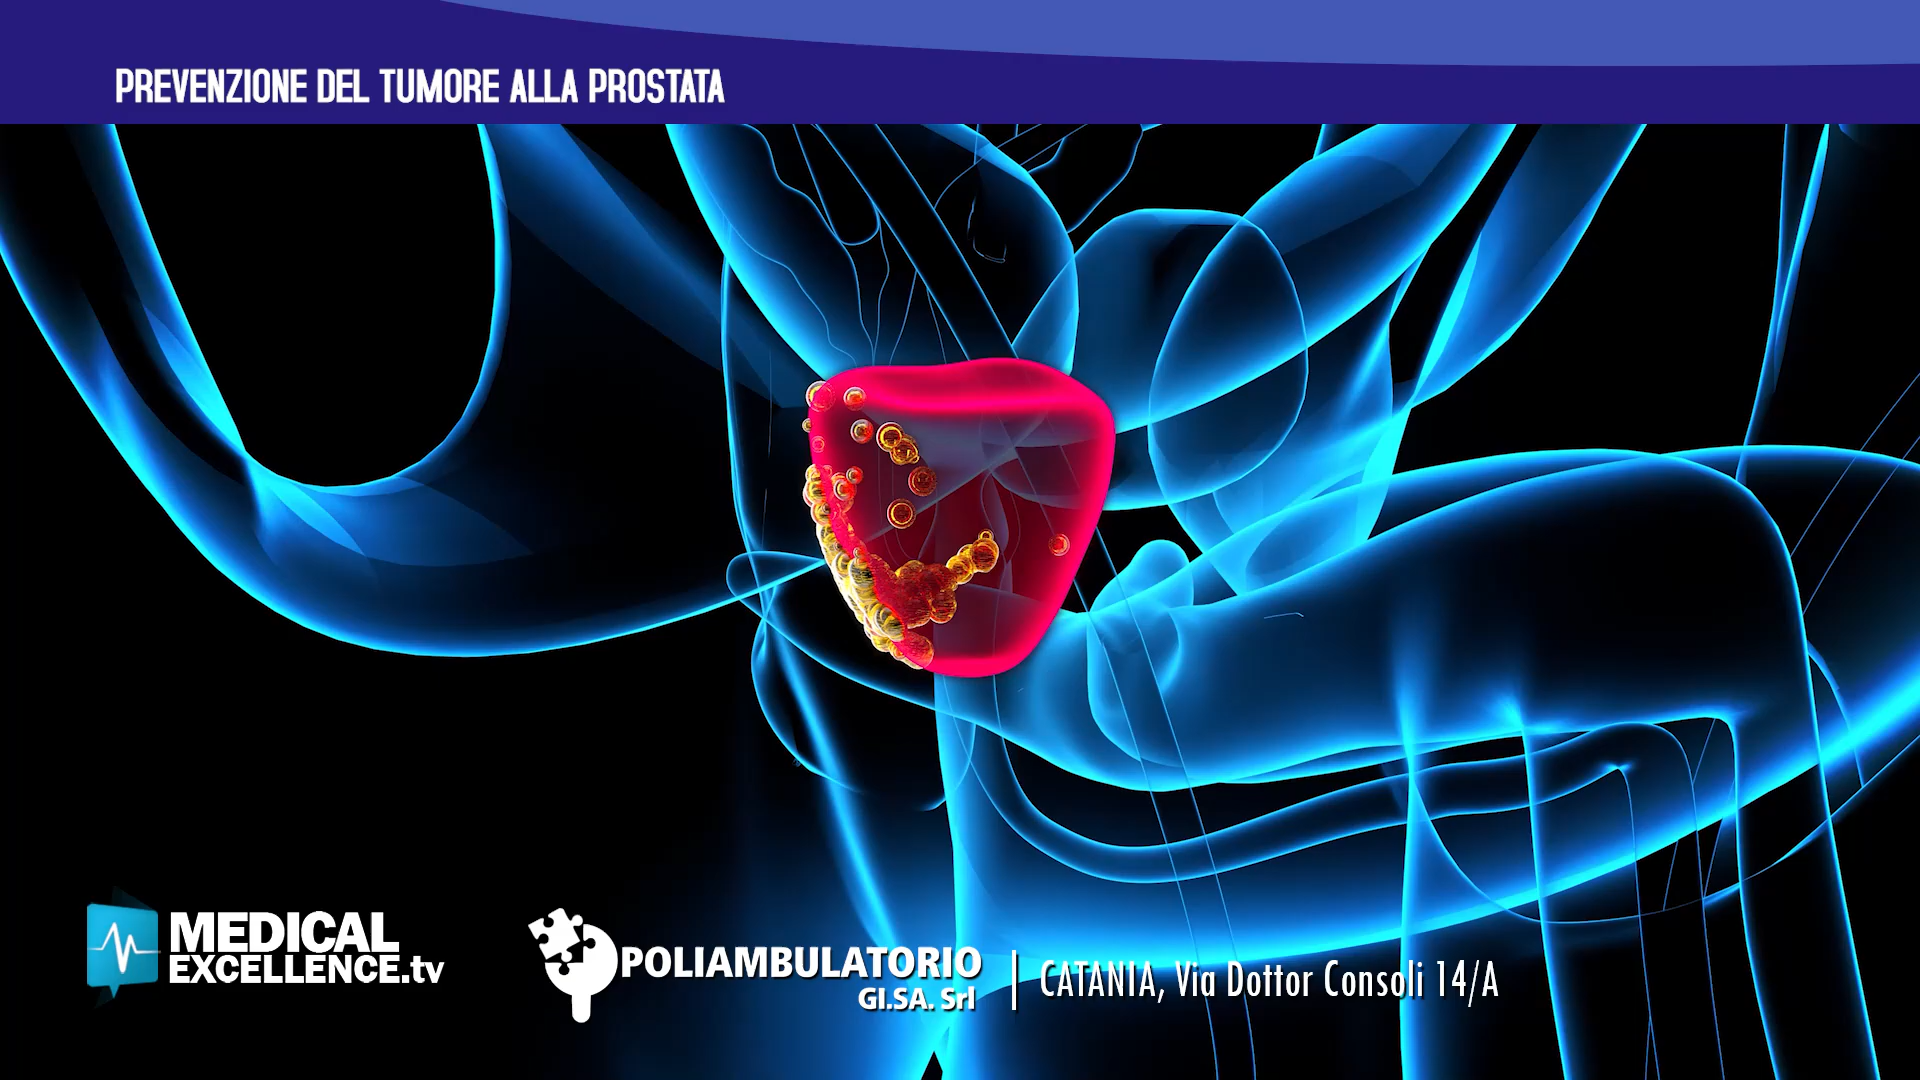 PREVENZIONE DEL TUMORE ALLA PROSTATA
MEDICAL
EXCELLENCE.tv
POLIAMBULATORIO
GI.SA. Srl
CATANIA, Via Dottor Consoli 14/A